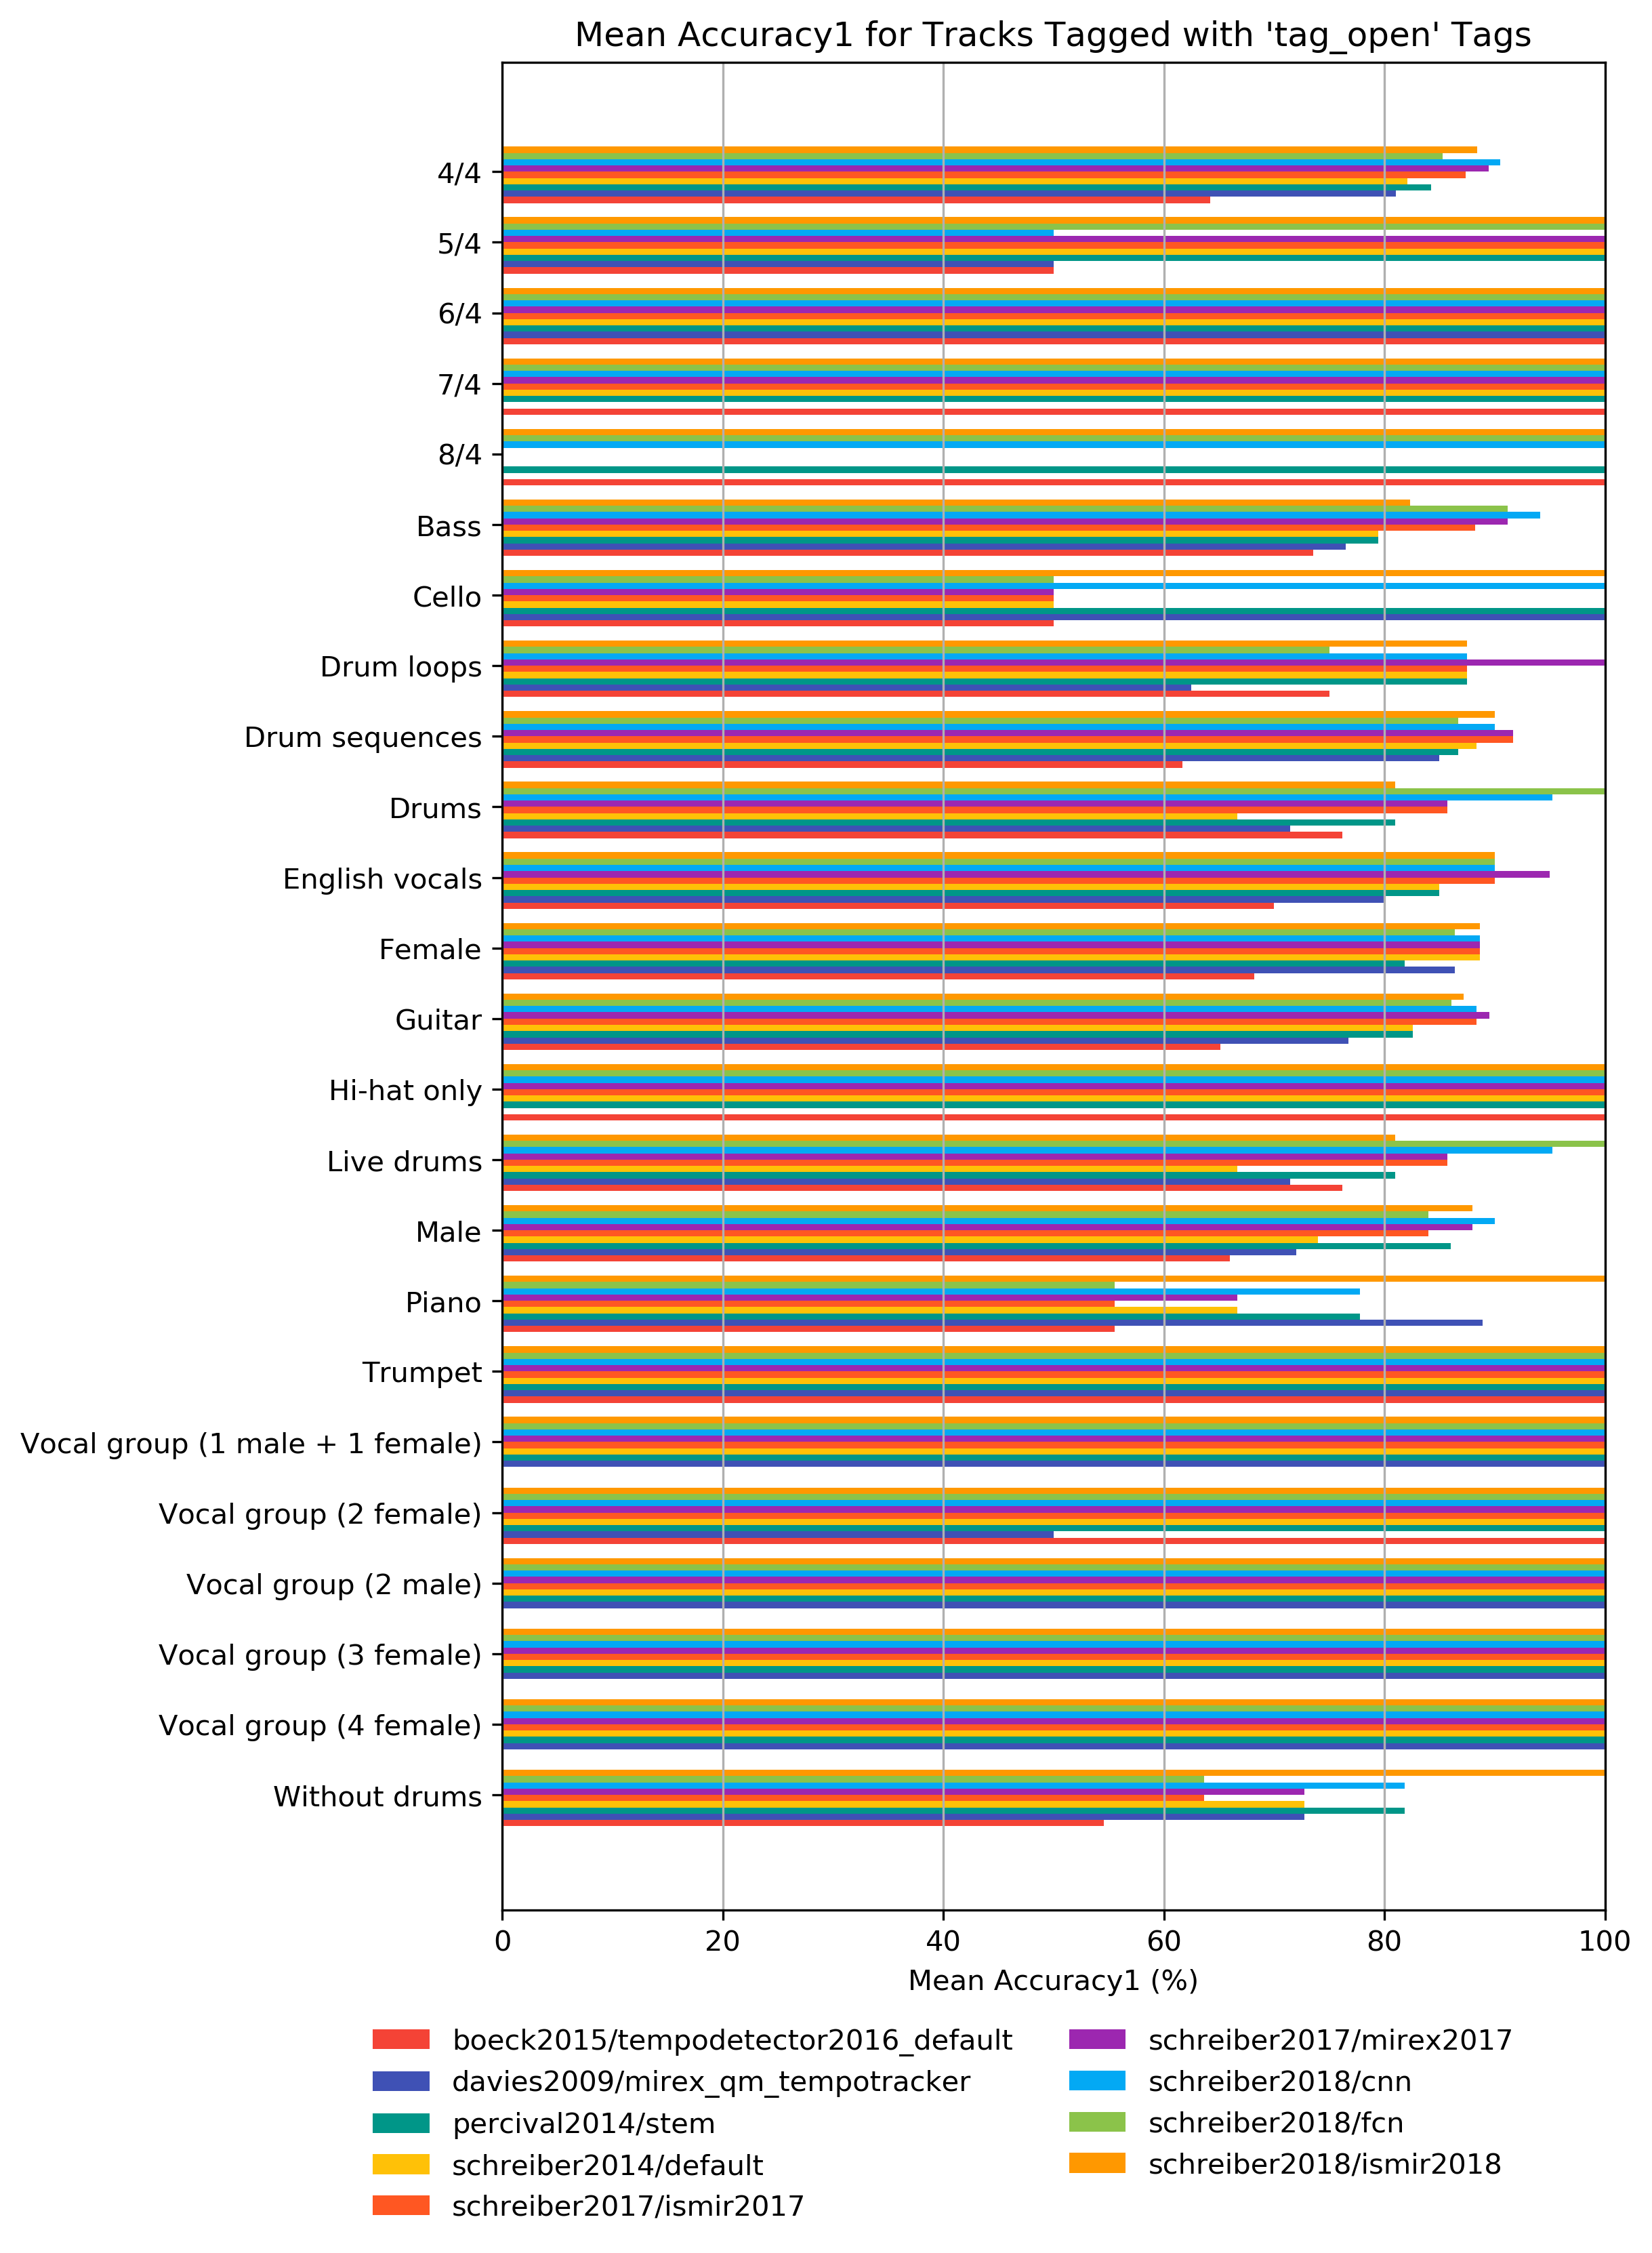 Mean Accuracy1 for Tracks Tagged with 'tag_open' Tags
4/4
5/4
6/4
7/4
8/4
Bass
Cello
Drum loops
Drum sequences
Drums
English vocals
Female
Guitar
Hi-hat only
Live drums
Male
Piano
Trumpet
Vocal group (1 male + 1 female)
Vocal group (2 female)
Vocal group (2 male)
Vocal group (3 female)
Vocal group (4 female)
Without drums
0 20 40 60 80 100
Mean Accuracy1 (%)
boeck2015/tempodetector2016_default
davies2009/mirex_qm_tempotracker
percival2014/stem
schreiber2014/default
schreiber2017/ismir2017
schreiber2017/mirex2017
schreiber2018/cnn
schreiber2018/fcn
schreiber2018/ismir2018